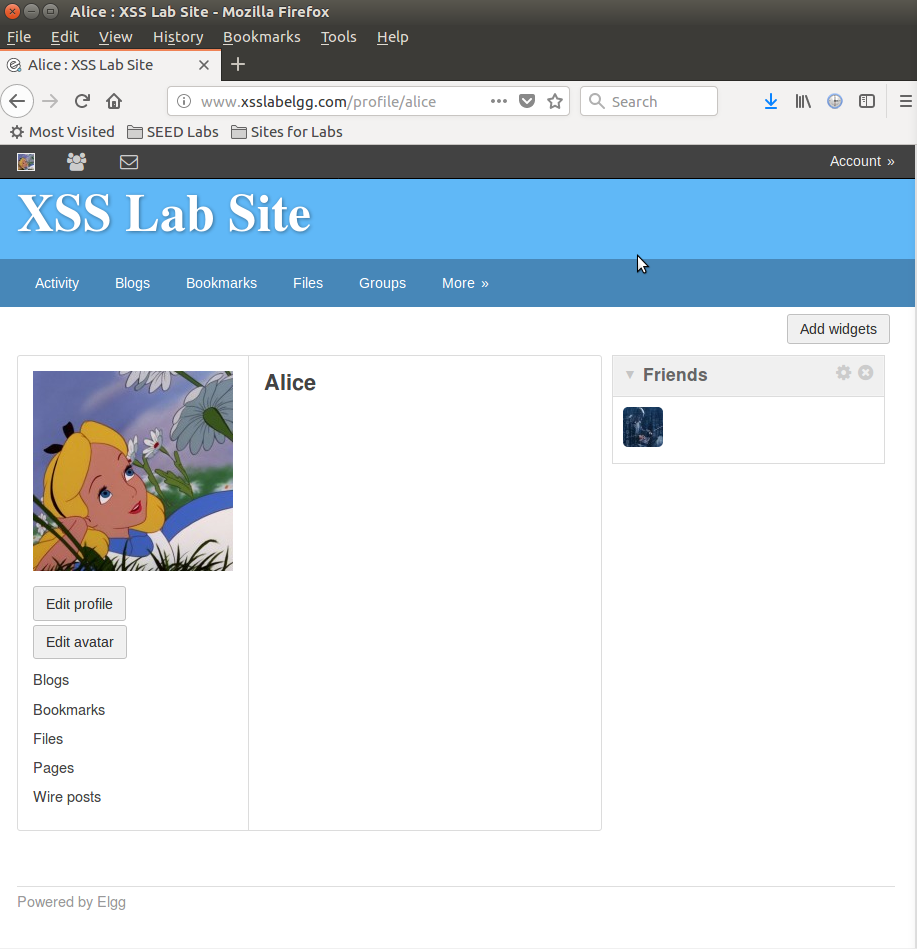 Alice : XSS Lab Site - Mozilla Firefox
File Edit View History Bookmarks Tools Help
Alice : XSS Lab Site
www.xsslabelgg.com/profile/alice Search
Most Visited SEED Labs Sites for Labs
Account »
XSS Lab Site
Activity Blogs Bookmarks Files Groups More »
Add widgets
Alice
Friends
Edit profile
Edit avatar
Blogs
Bookmarks
Files
Pages
Wire posts
Powered by Elgg